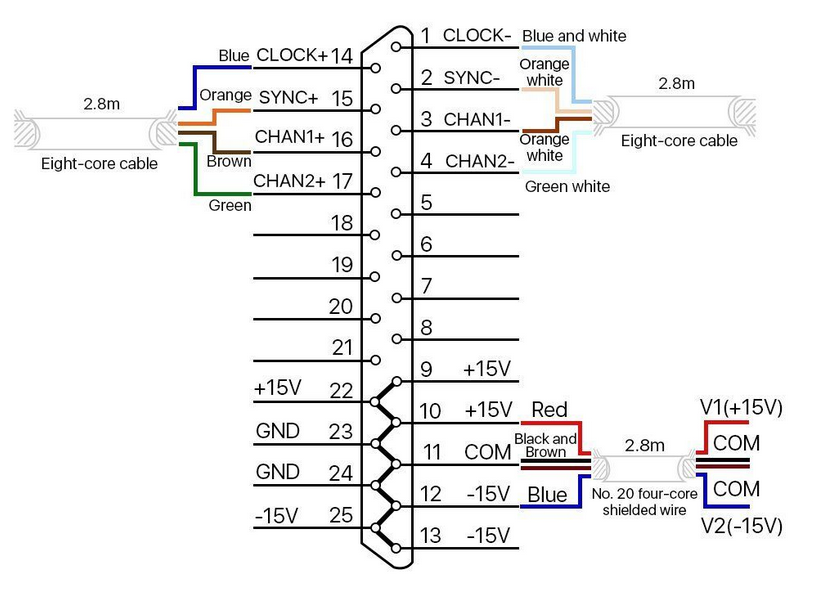 1 CLOCK- Blue and white
Blue CLOCK+ 14
Orange
white
2 SYNC-
2.8m
Orange SYNC+ 15
2.8m
3 CHAN1-
CHAN1+ 16
Orange
white
Eight-core cable
Eight-core cable
Brown
4 CHAN2-
CHAN2+ 17
Green white
Green
5
18
6
19
7
20
8
21
9 +15V
+15V 22
10 +15V Red
V1(+15V)
GND 23
Black and
Brown
11 COM
2.8m
COM
GND 24
12 -15V Blue
No. 20 four-core
shielded wire
COM
-15V 25
V2(-15V)
13 -15V